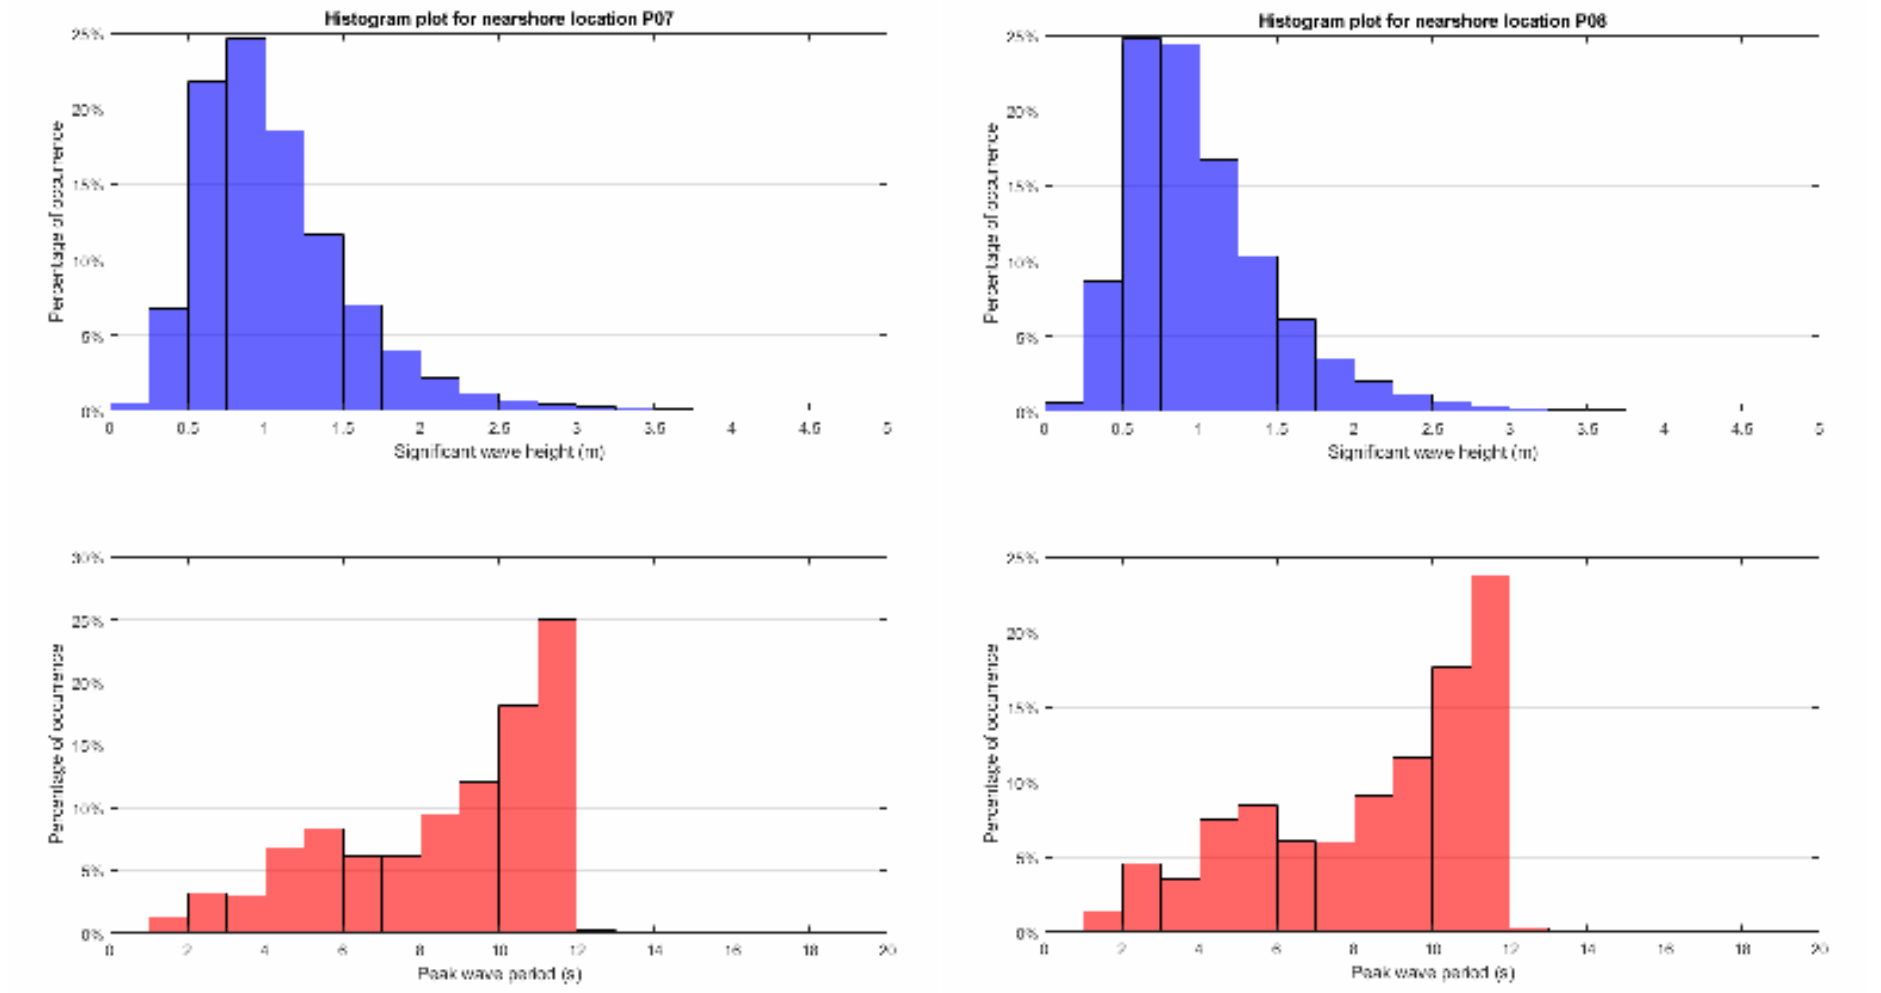 Histogram plot for nearshore location P07
25%
20%
15%
10%
5%
0%
Percentage of occurrence
0 0.5 1 1.5 2 2.5 3 3.5 4 4.5 5
Significant wave height (m)
30%
25%
20%
15%
10%
5%
0%
Percentage of occurrence
0 2 4 6 8 10 12 14 16 18 20
Peak wave period (s)
Histogram plot for nearshore location P08
25%
20%
15%
10%
5%
0%
Percentage of occurrence
0 0.5 1 1.5 2 2.5 3 3.5 4 4.5 5
Significant wave height (m)
25%
20%
15%
10%
5%
0%
Percentage of occurrence
0 2 4 6 8 10 12 14 16 18 20
Peak wave period (s)